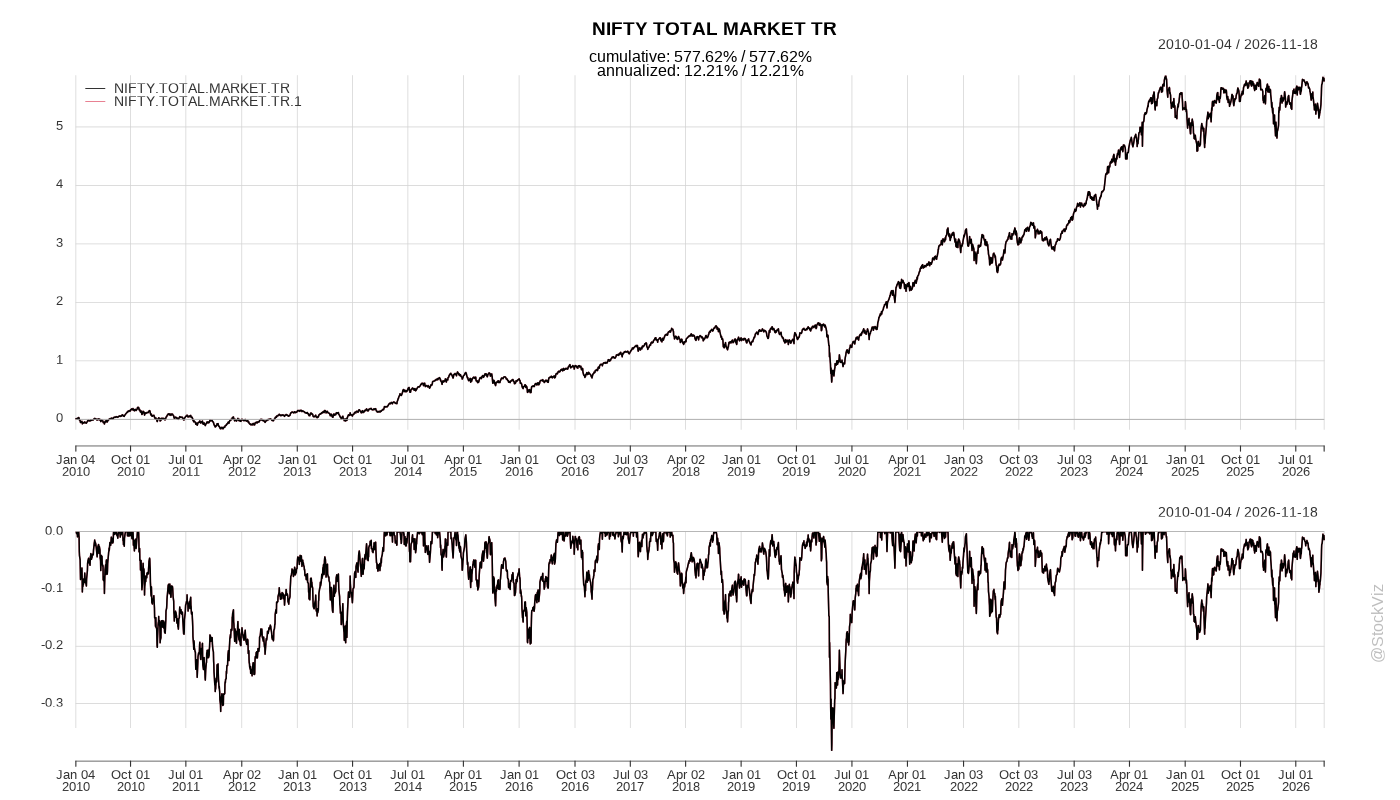 NIFTY TOTAL MARKET TR
2010-01-04 / 2026-11-18
cumulative: 577.62% / 577.62%
annualized: 12.21% / 12.21%
NIFTY.TOTAL.MARKET.TR
NIFTY.TOTAL.MARKET.TR.1
5
4
3
2
1
0
Jan 04 Oct 01 Jul 01 Apr 02 Jan 01 Oct 01 Jul 01 Apr 01 Jan 01 Oct 03 Jul 03 Apr 02 Jan 01 Oct 01 Jul 01 Apr 01 Jan 03 Oct 03 Jul 03 Apr 01 Jan 01 Oct 01 Jul 01
2010 2010 2011 2012 2013 2013 2014 2015 2016 2016 2017 2018 2019 2019 2020 2021 2022 2022 2023 2024 2025 2025 2026
2010-01-04 / 2026-11-18
0.0
-0.1
-0.2
-0.3
Jan 04 Oct 01 Jul 01 Apr 02 Jan 01 Oct 01 Jul 01 Apr 01 Jan 01 Oct 03 Jul 03 Apr 02 Jan 01 Oct 01 Jul 01 Apr 01 Jan 03 Oct 03 Jul 03 Apr 01 Jan 01 Oct 01 Jul 01
2010 2010 2011 2012 2013 2013 2014 2015 2016 2016 2017 2018 2019 2019 2020 2021 2022 2022 2023 2024 2025 2025 2026
@StockViz